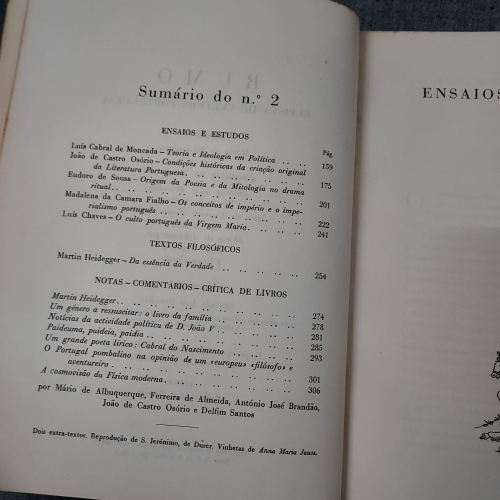 Sumário do n.º 2
ENSAIOS E ESTUDOS
Pág.
Luís Cabral de Moncada — Teoria e Ideologia em Política .. .. 159
João de Castro Osório — Condições históricas da criação original
da Literatura Portuguesa .. .. .. .. .. .. 175
Eudoro de Sousa — Origem da Poesia e da Mitologia no drama
ritual .. .. .. .. .. .. .. .. 201
Madalena da Camara Fialho — Os conceitos de império e o impe-
rialismo português .. .. .. .. .. .. 222
Luís Chaves — O culto português da Virgem Maria .. .. .. 241
TEXTOS FILOSÓFICOS
Martin Heidegger — Da essência da Verdade .. .. .. .. 254
NOTAS — COMENTÁRIOS — CRÍTICA DE LIVROS
Martin Heidegger .. .. .. .. .. .. .. 274
Um género a ressuscitar: o livro da família .. .. .. .. 278
Notícias da actividade política de D. João V .. .. .. .. 281
Paideuma, paideia, paidia .. .. .. .. .. .. 285
Um grande poeta lírico: Cabral do Nascimento .. .. .. 293
O Portugal pombalino na opinião de um «europeu» «filósofo» e
aventureiro .. .. .. .. .. .. .. 301
A cosmovisão da Física moderna .. .. .. .. .. 306
por Mário de Albuquerque, Ferreira de Almeida, António José Brandão,
João de Castro Osório e Delfim Santos
Dois extra-textos. Reprodução de S. Jerónimo, de Dürer. Vinhetas de Anna Maria Jauss.
ENSAIOS